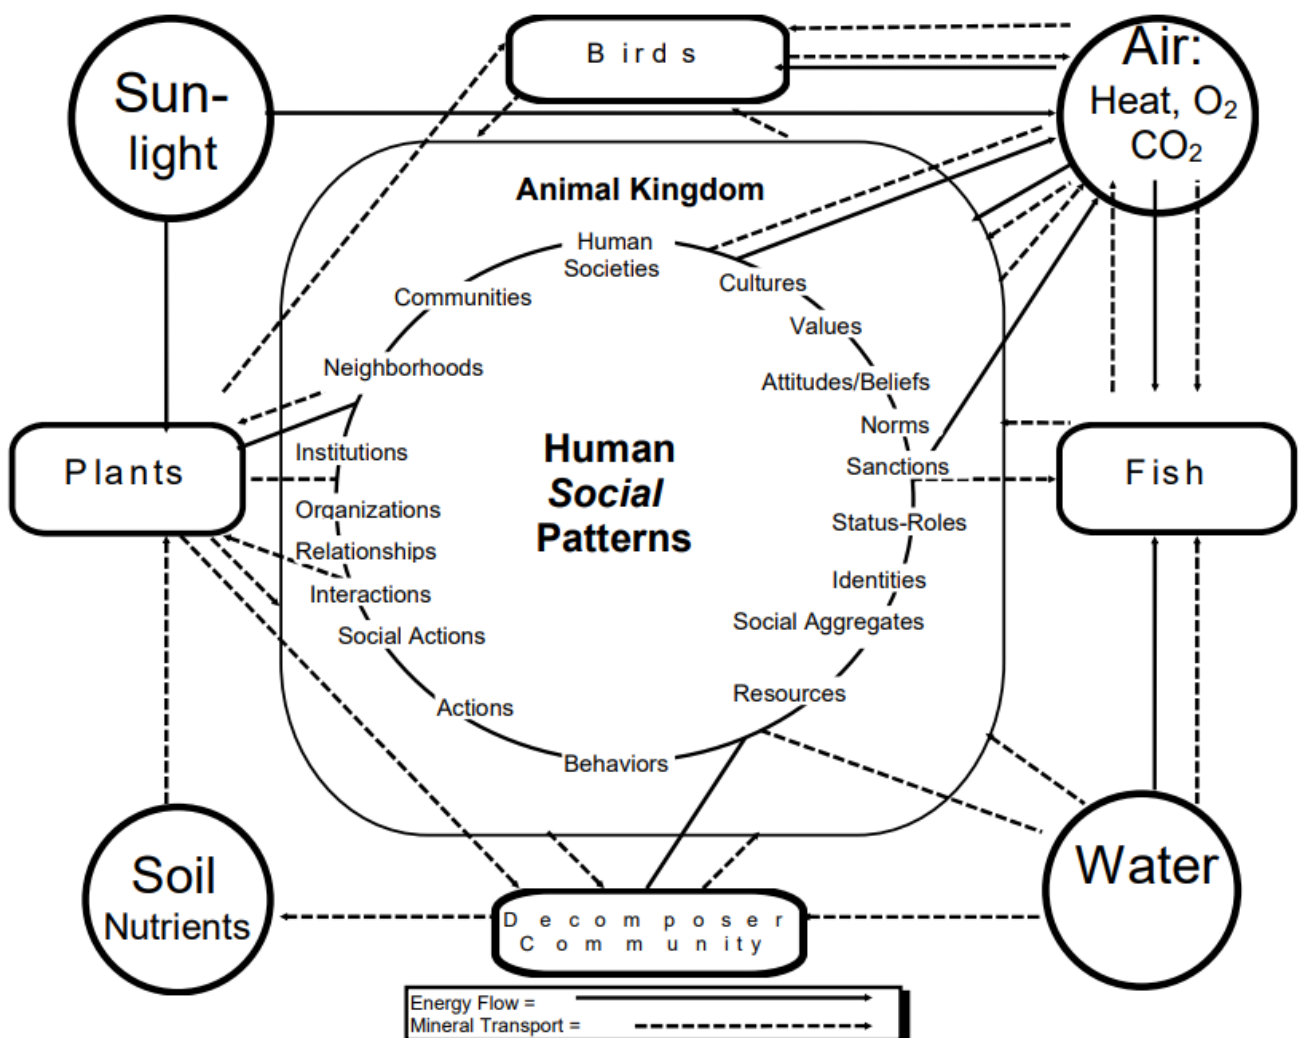 Sun-
light
Birds
Air:
Heat, O₂
CO₂
Animal Kingdom
Human
Societies
Cultures
Communities
Values
Neighborhoods
Attitudes/Beliefs
Norms
Institutions
Sanctions
Human
Social
Patterns
Plants
Fish
Organizations
Status-Roles
Relationships
Interactions
Identities
Social Actions
Social Aggregates
Resources
Actions
Behaviors
Soil
Nutrients
Water
Decomposer
Community
Energy Flow =
Mineral Transport =